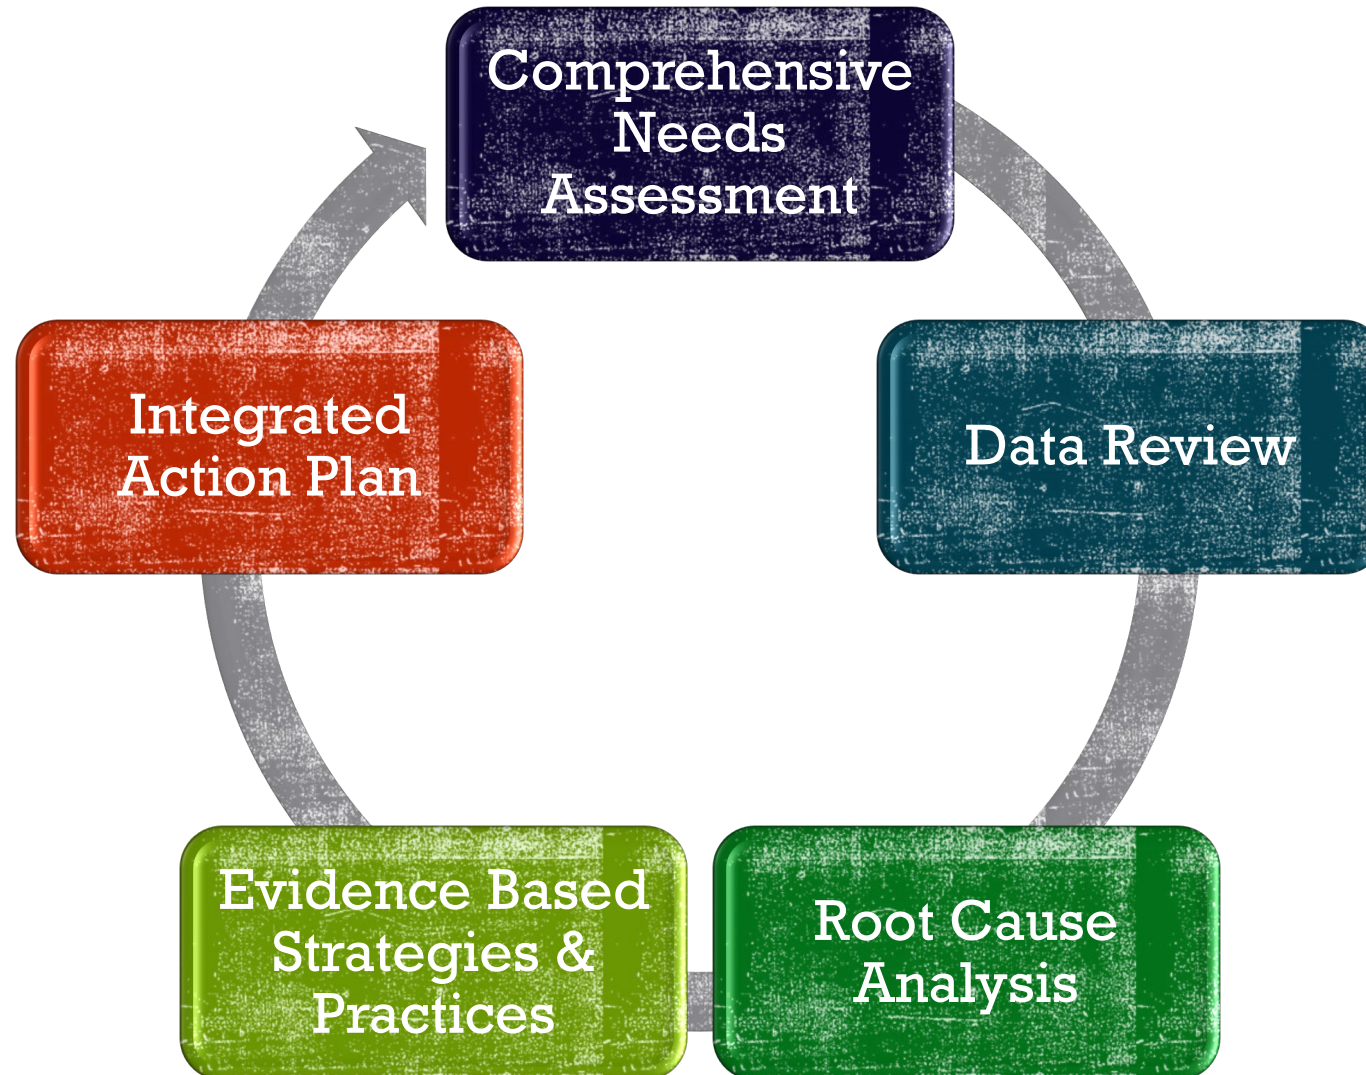 Comprehensive
Needs
Assessment
Data Review
Root Cause
Analysis
Evidence Based
Strategies &
Practices
Integrated
Action Plan